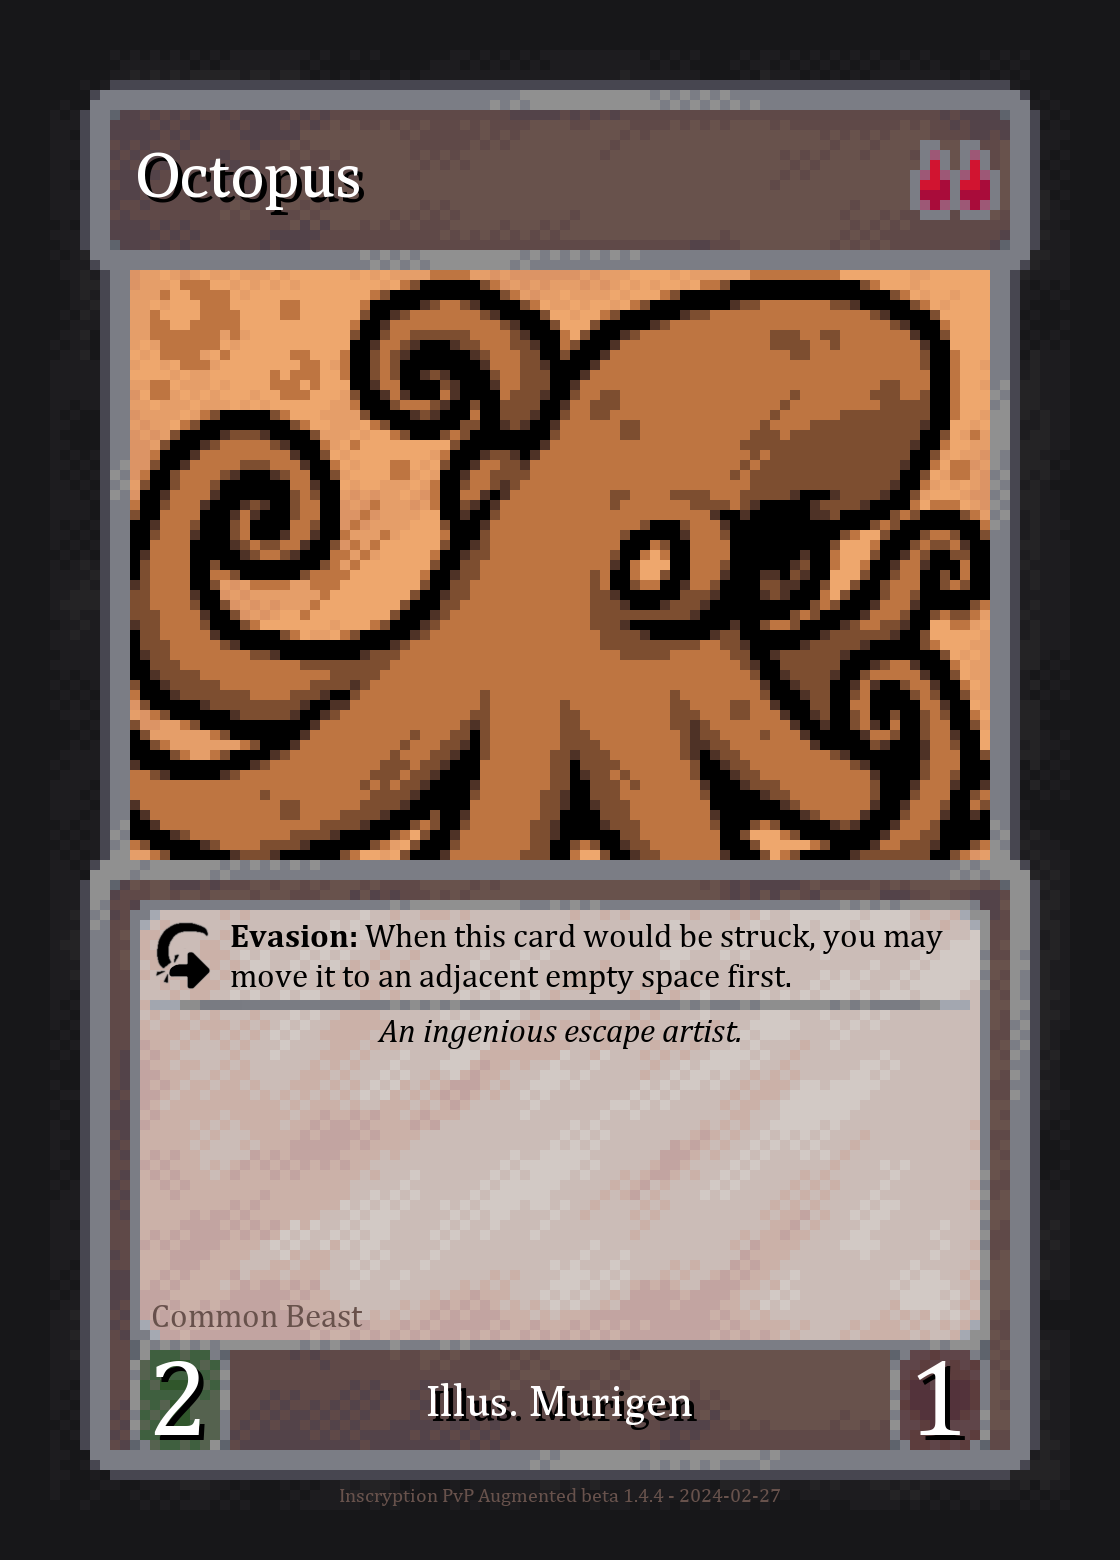 Octopus
Evasion: When this card would be struck, you may
move it to an adjacent empty space first.
An ingenious escape artist.
Common Beast
2
Illus. Murigen
1
Inscryption PvP Augmented beta 1.4.4 - 2024-02-27